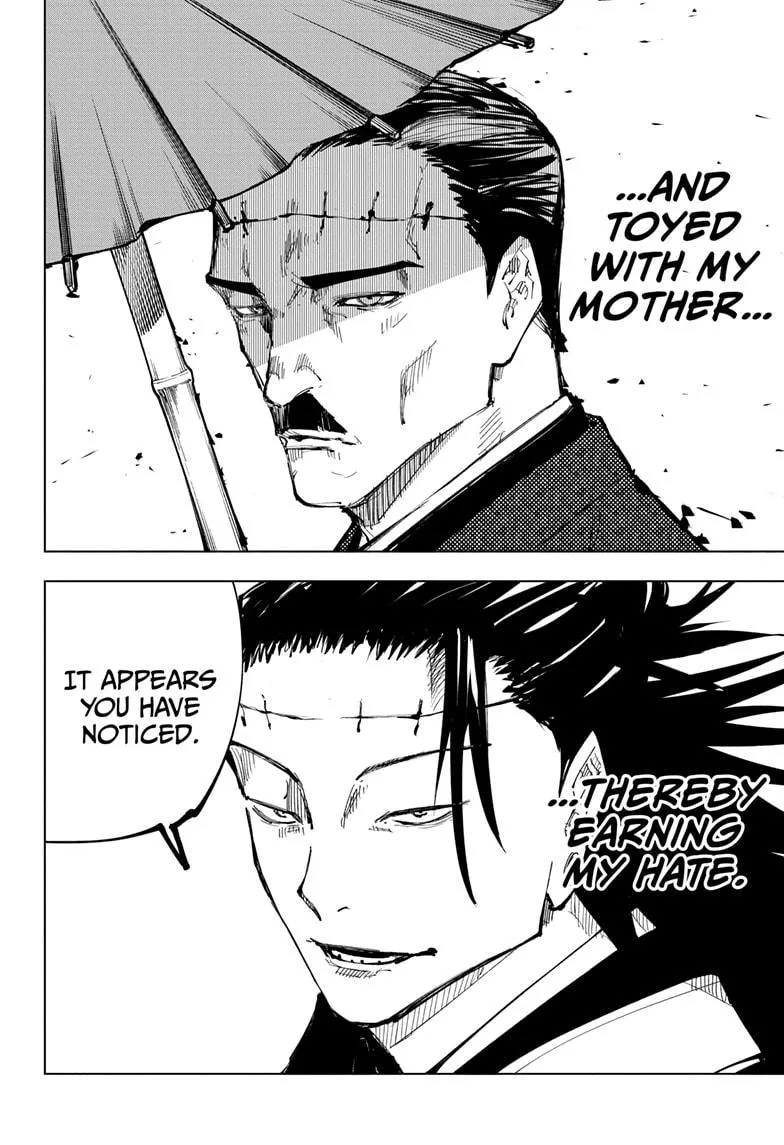 ...AND
TOYED
WITH MY
MOTHER...
IT APPEARS
YOU HAVE
NOTICED.
...THEREBY
EARNING
MY HATE.